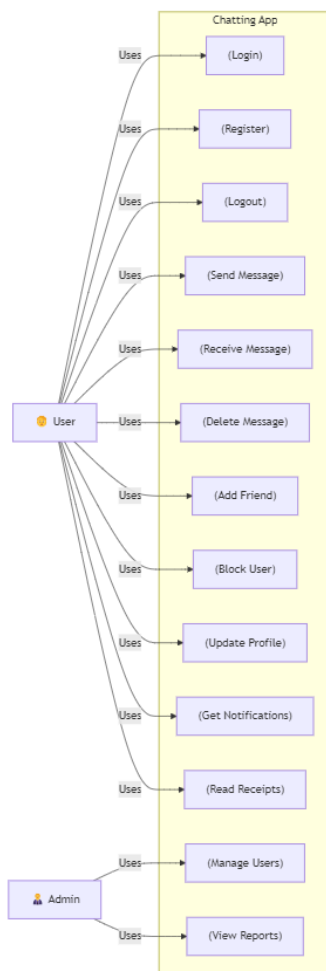 Chatting App
Uses (Login)
Uses (Register)
Uses (Logout)
Uses (Send Message)
Uses (Receive Message)
User Uses (Delete Message)
Uses (Add Friend)
Uses (Block User)
Uses (Update Profile)
Uses (Get Notifications)
Uses (Read Receipts)
Uses (Manage Users)
Admin
Uses (View Reports)